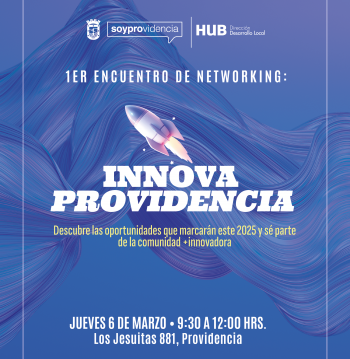 soyprovidencia
HUB Dirección
Desarrollo Local
1ER ENCUENTRO DE NETWORKING:
INNOVA
PROVIDENCIA
Descubre las oportunidades que marcarán este 2025 y sé parte
de la comunidad +innovadora
JUEVES 6 DE MARZO • 9:30 A 12:00 HRS.
Los Jesuitas 881, Providencia